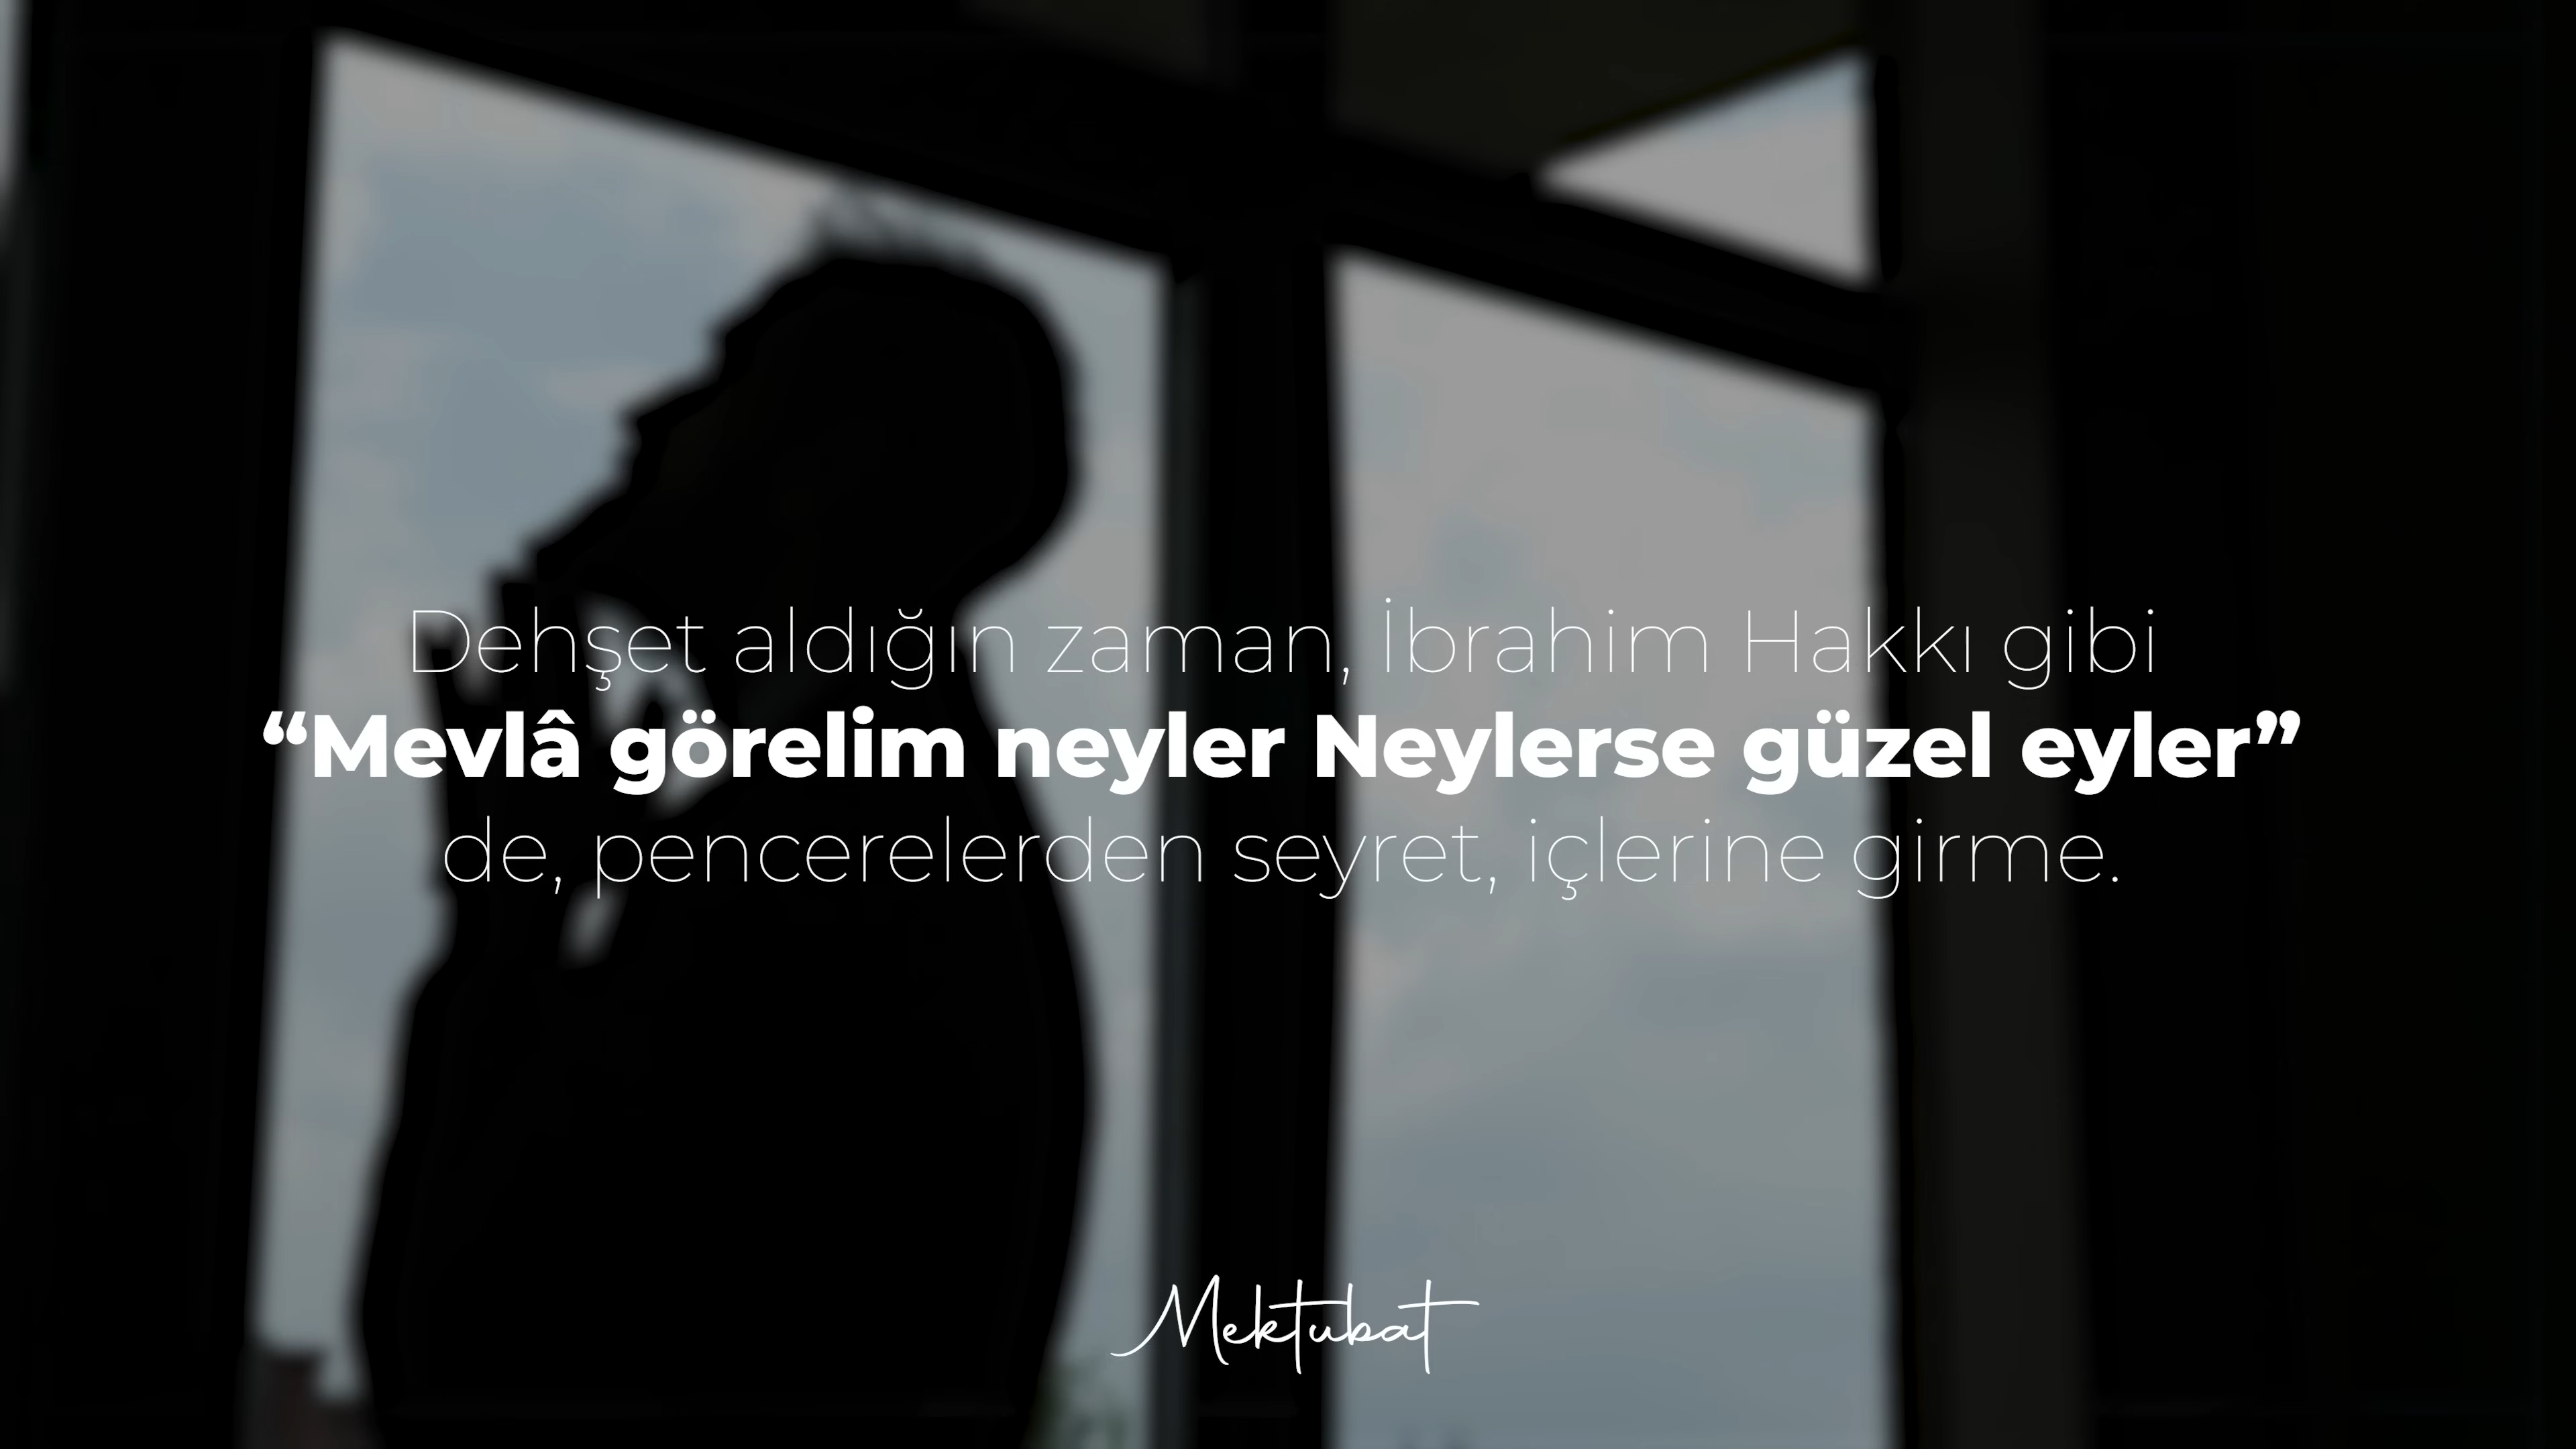 Dehşet aldığın zaman, İbrahim Hakkı gibi
“Mevlâ görelim neyler Neylerse güzel eyler”
de, pencerelerden seyret, içlerine girme.
Mektubat